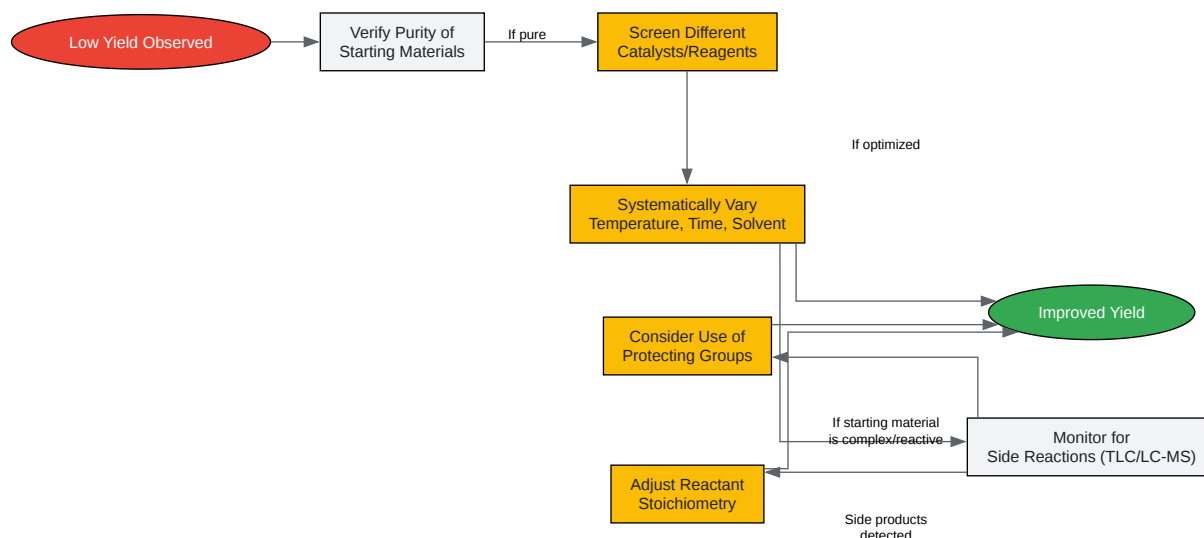 Low Yield Observed
Verify Purity of
Starting Materials
If pure
Screen Different
Catalysts/Reagents
If optimized
Systematically Vary
Temperature, Time, Solvent
Improved Yield
Consider Use of
Protecting Groups
If starting material
is complex/reactive
Monitor for
Side Reactions (TLC/LC-MS)
Adjust Reactant
Stoichiometry
Side products
detected